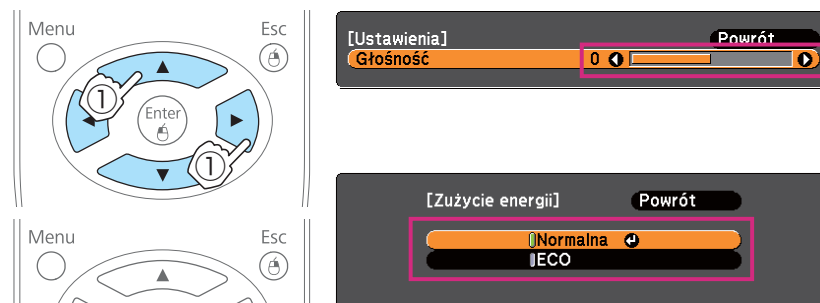 Menu
Esc
Enter
1
1
[Ustawienia]
Powrót
Głośność
0
[Zużycie energii]
Powrót
Normalna
ECO
Menu
Esc